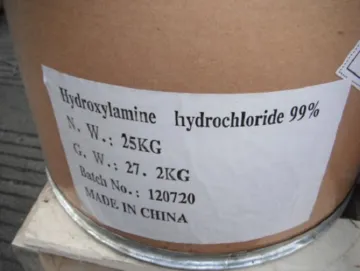 Hydroxylamine hydrochloride 99%
N. W.: 25KG
G. W.: 27. 2KG
Batch No.: 120720
MADE IN CHINA